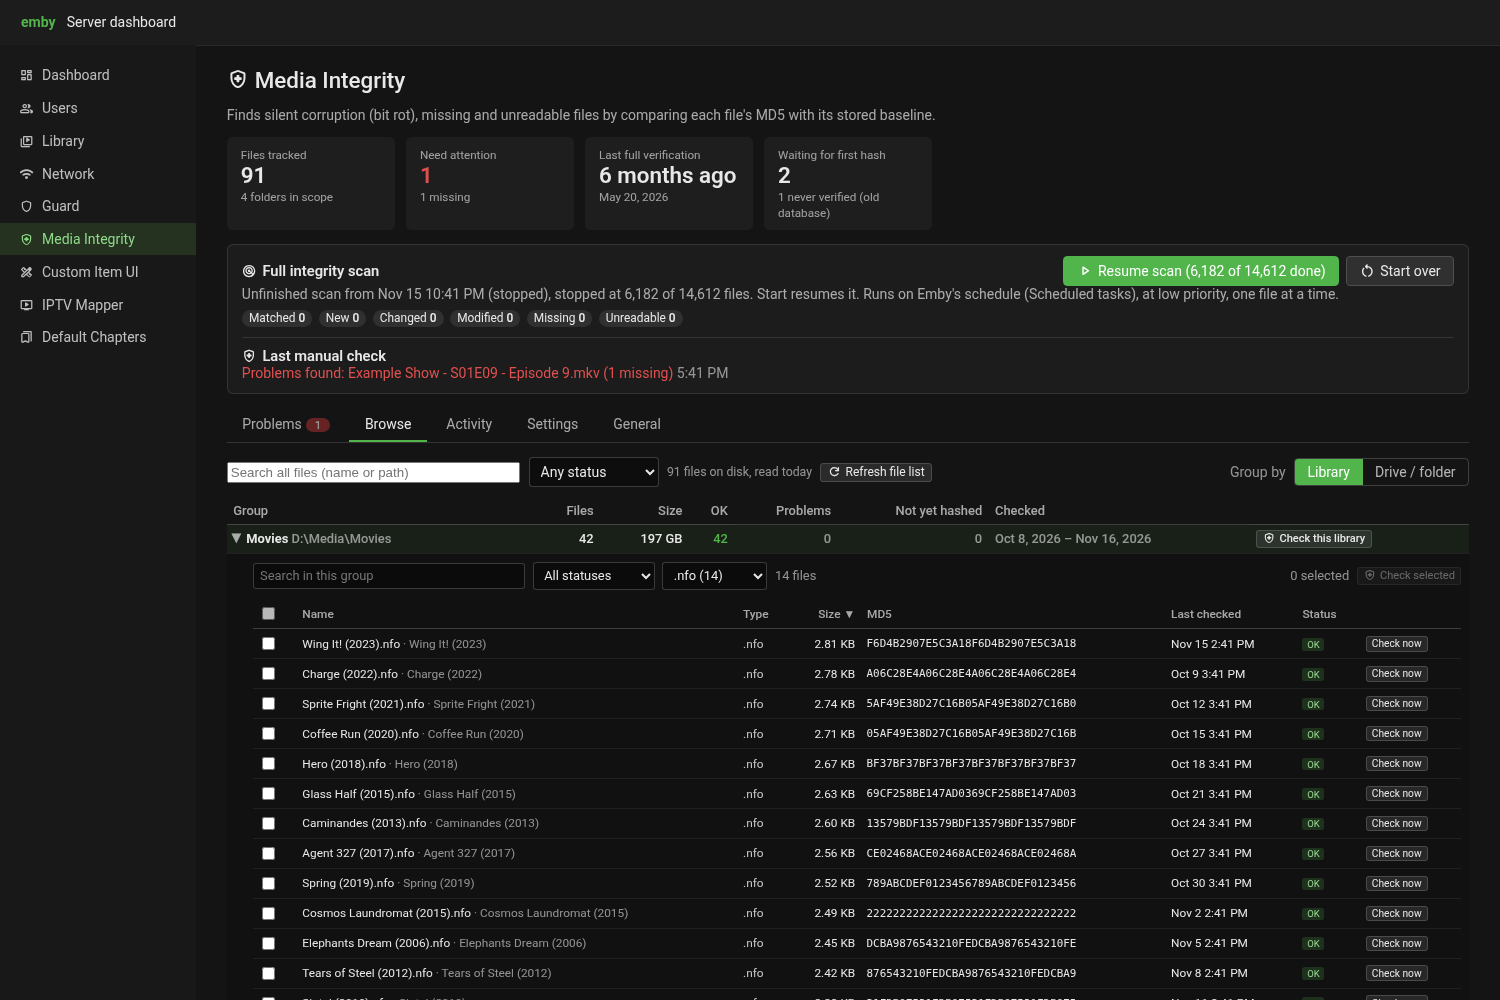 emby Server dashboard
Dashboard
Users
Library
Network
Guard
Media Integrity
Custom Item UI
IPTV Mapper
Default Chapters
Media Integrity
Finds silent corruption (bit rot), missing and unreadable files by comparing each file's MD5 with its stored baseline.
Files tracked
91
4 folders in scope
Need attention
1
1 missing
Last full verification
6 months ago
May 20, 2026
Waiting for first hash
2
1 never verified (old
database)
Full integrity scan
Resume scan (6,182 of 14,612 done)
Start over
Unfinished scan from Nov 15 10:41 PM (stopped), stopped at 6,182 of 14,612 files. Start resumes it. Runs on Emby's schedule (Scheduled tasks), at low priority, one file at a time.
Matched 0 New 0 Changed 0 Modified 0 Missing 0 Unreadable 0
Last manual check
Problems found: Example Show - S01E09 - Episode 9.mkv (1 missing) 5:41 PM
Problems 1 Browse Activity Settings General
Search all files (name or path) Any status 91 files on disk, read today Refresh file list Group by Library Drive / folder
Group Files Size OK Problems Not yet hashed Checked
▼ Movies D:\Media\Movies 42 197 GB 42 0 0 Oct 8, 2026 – Nov 16, 2026 Check this library
Search in this group All statuses .nfo (14) 14 files 0 selected Check selected
Name Type Size ▼ MD5 Last checked Status
Wing It! (2023).nfo · Wing It! (2023) .nfo 2.81 KB F6D4B2907E5C3A18F6D4B2907E5C3A18 Nov 15 2:41 PM OK Check now
Charge (2022).nfo · Charge (2022) .nfo 2.78 KB A06C28E4A06C28E4A06C28E4A06C28E4 Oct 9 3:41 PM OK Check now
Sprite Fright (2021).nfo · Sprite Fright (2021) .nfo 2.74 KB 5AF49E38D27C16B05AF49E38D27C16B0 Oct 12 3:41 PM OK Check now
Coffee Run (2020).nfo · Coffee Run (2020) .nfo 2.71 KB 05AF49E38D27C16B05AF49E38D27C16B Oct 15 3:41 PM OK Check now
Hero (2018).nfo · Hero (2018) .nfo 2.67 KB BF37BF37BF37BF37BF37BF37BF37BF37 Oct 18 3:41 PM OK Check now
Glass Half (2015).nfo · Glass Half (2015) .nfo 2.63 KB 69CF258BE147AD0369CF258BE147AD03 Oct 21 3:41 PM OK Check now
Caminandes (2013).nfo · Caminandes (2013) .nfo 2.60 KB 13579BDF13579BDF13579BDF13579BDF Oct 24 3:41 PM OK Check now
Agent 327 (2017).nfo · Agent 327 (2017) .nfo 2.56 KB CE02468ACE02468ACE02468ACE02468A Oct 27 3:41 PM OK Check now
Spring (2019).nfo · Spring (2019) .nfo 2.52 KB 789ABCDEF0123456789ABCDEF0123456 Oct 30 3:41 PM OK Check now
Cosmos Laundromat (2015).nfo · Cosmos Laundromat (2015) .nfo 2.49 KB 22222222222222222222222222222222 Nov 2 2:41 PM OK Check now
Elephants Dream (2006).nfo · Elephants Dream (2006) .nfo 2.45 KB DCBA9876543210FEDCBA9876543210FE Nov 5 2:41 PM OK Check now
Tears of Steel (2012).nfo · Tears of Steel (2012) .nfo 2.42 KB 876543210FEDCBA9876543210FEDCBA9 Nov 8 2:41 PM OK Check now